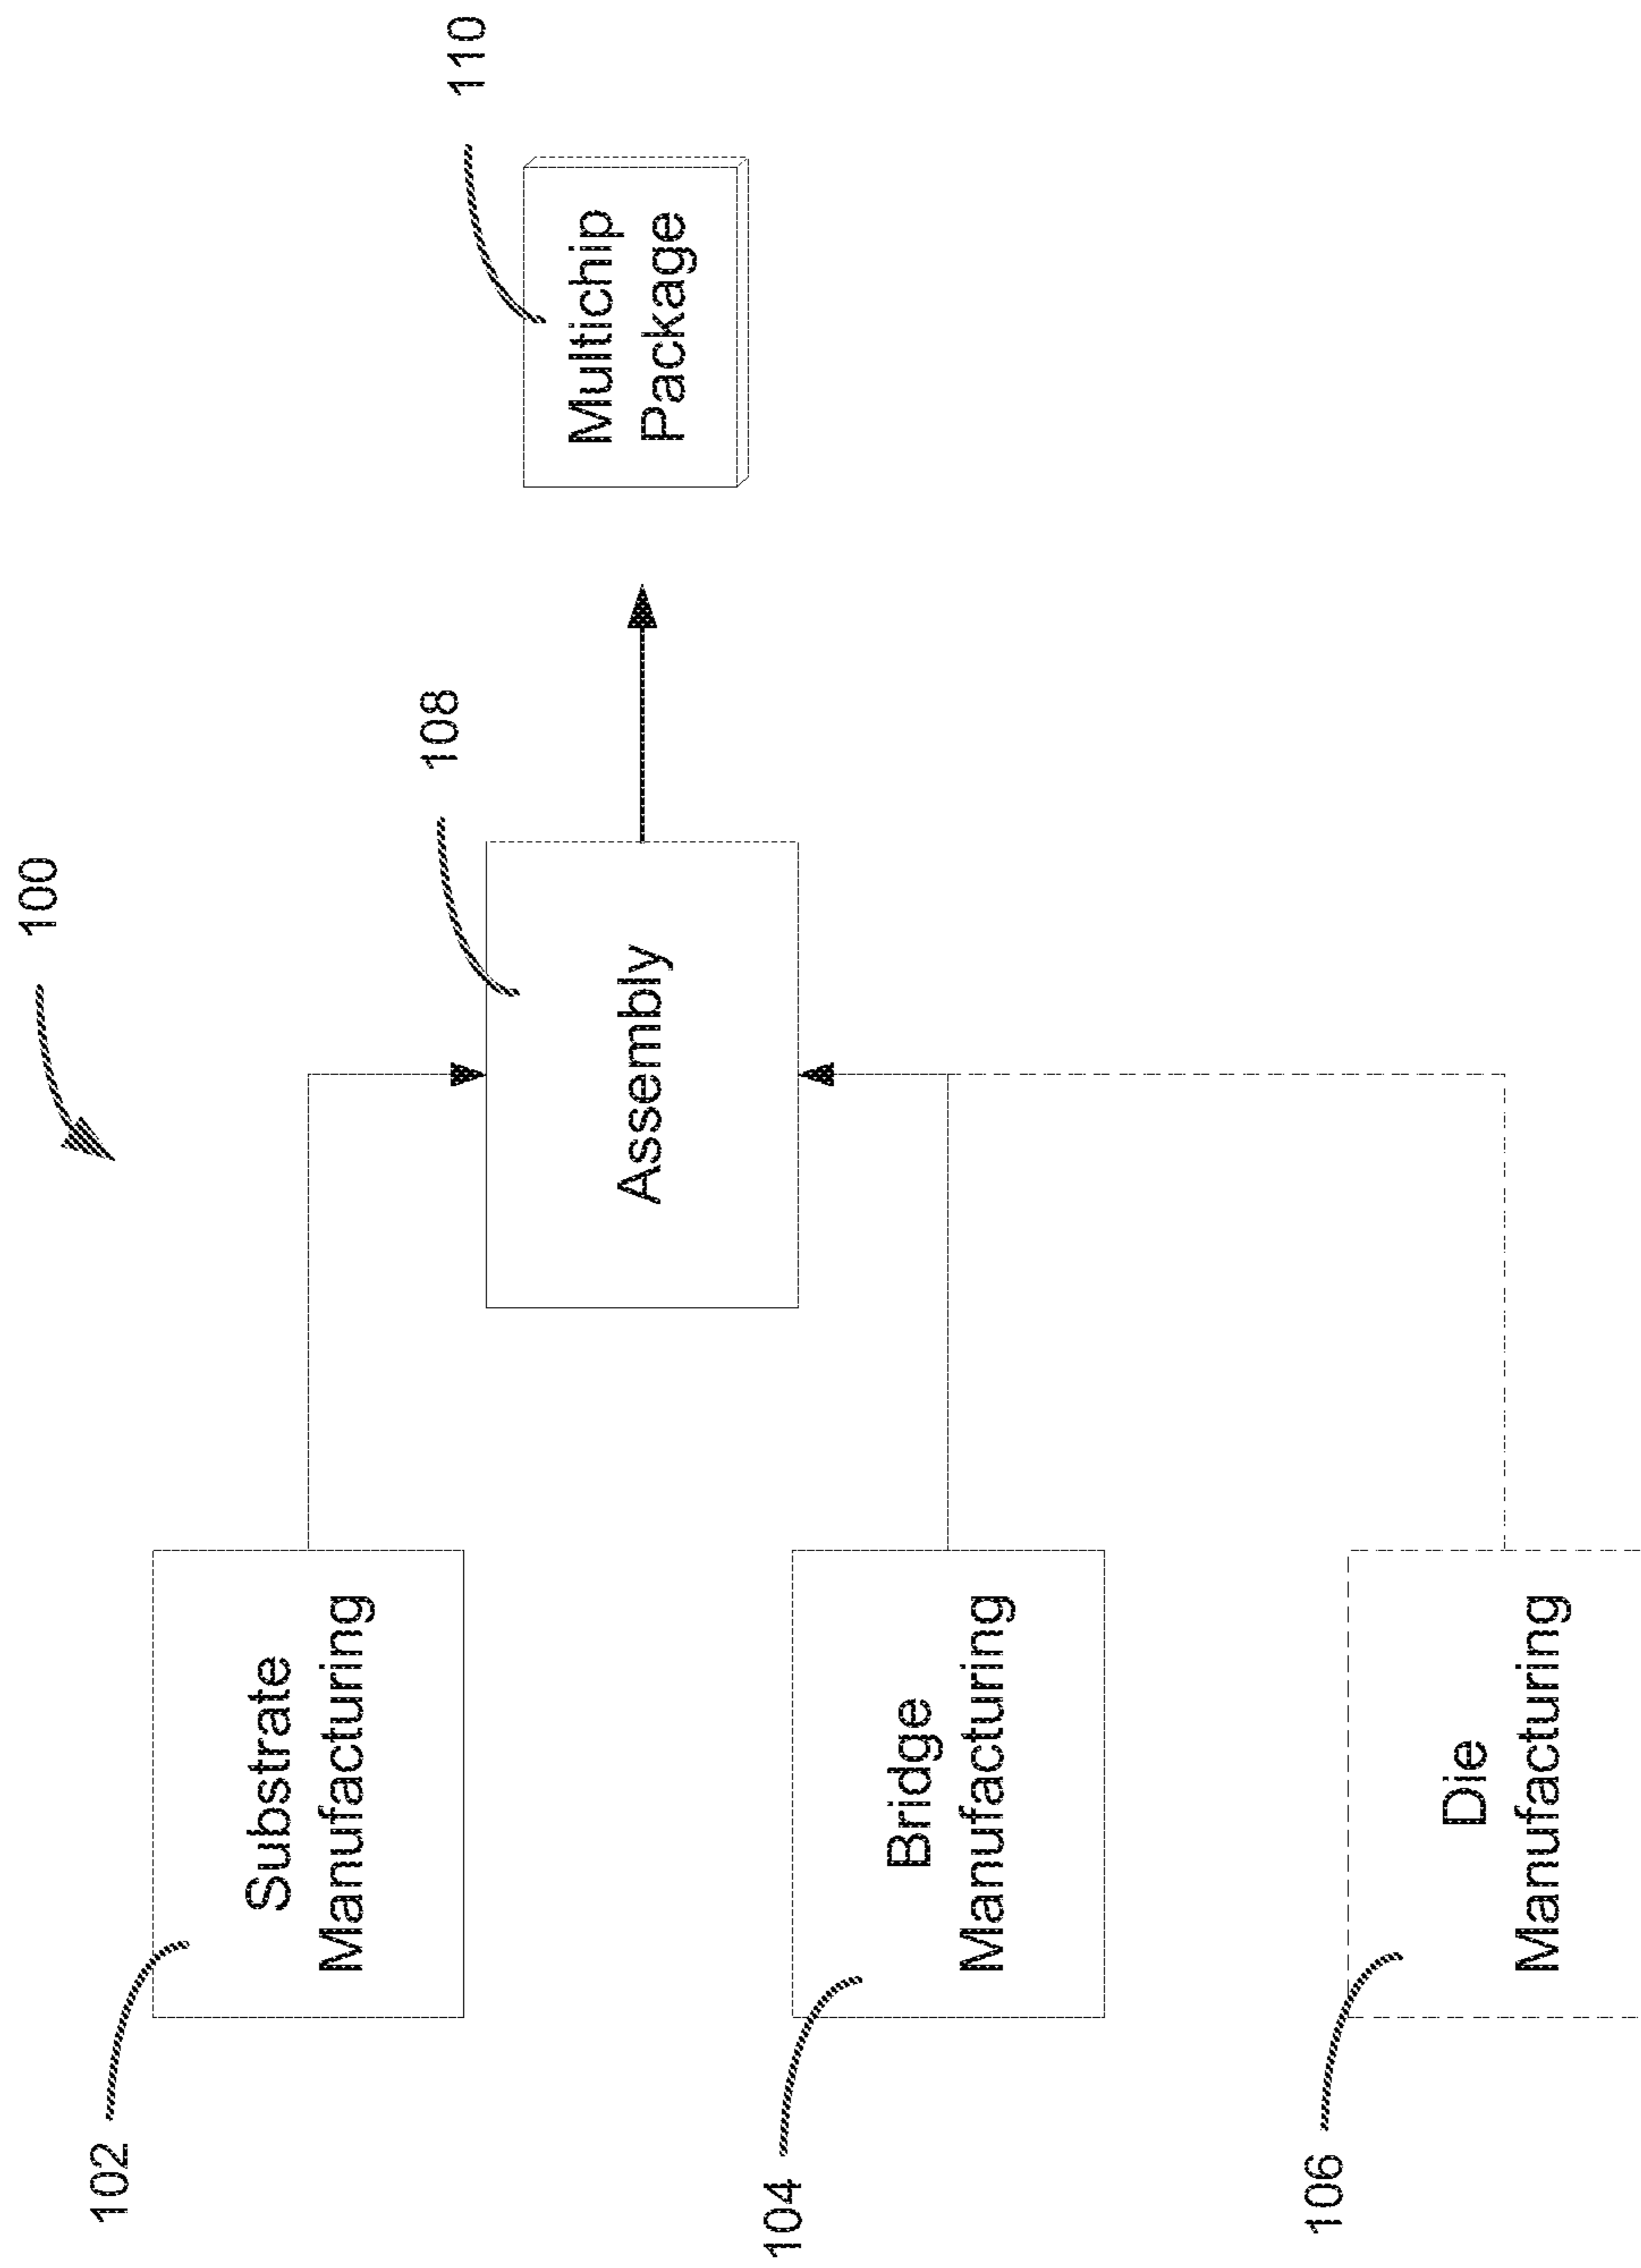 100
102
Substrate
Manufacturing
104
Bridge
Manufacturing
106
Die
Manufacturing
108
Assembly
110
Multichip
Package